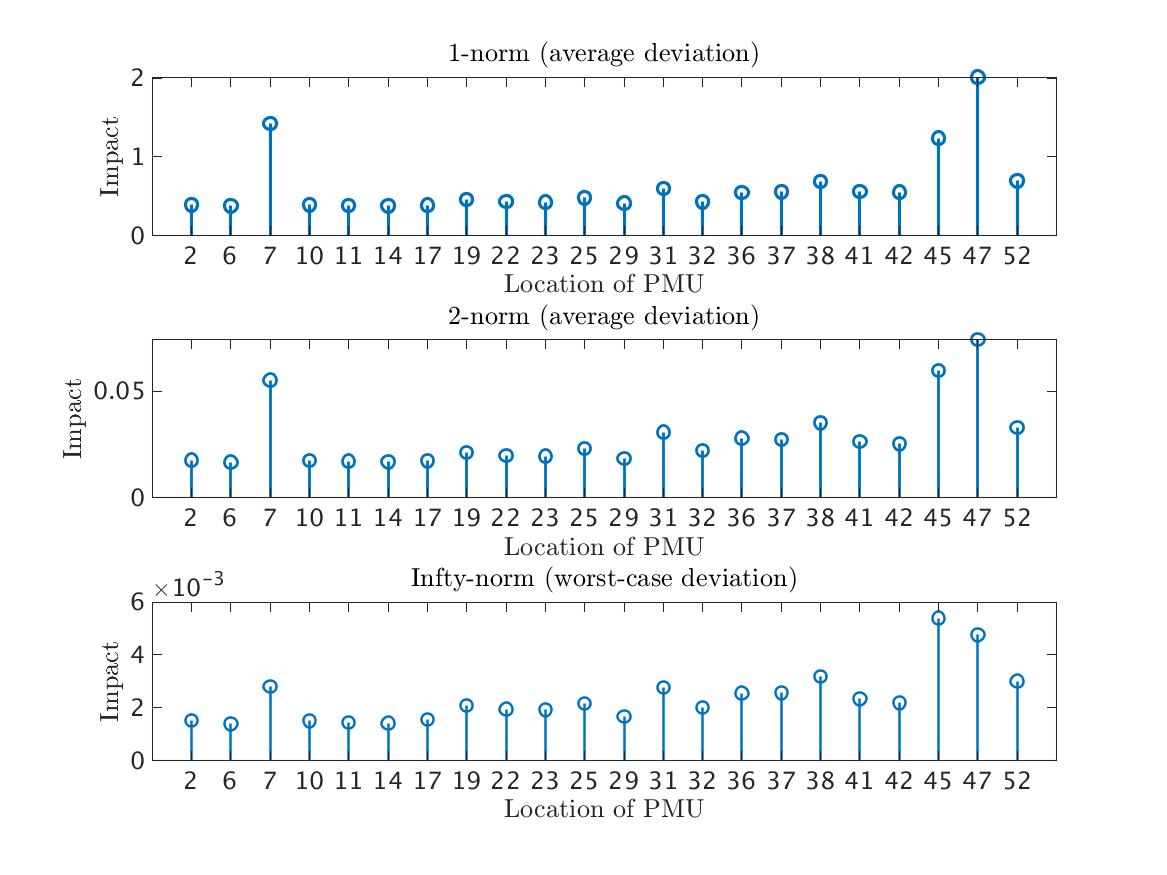 1-norm (average deviation)
2
1
0
Impact
2 6 7 10 11 14 17 19 22 23 25 29 31 32 36 37 38 41 42 45 47 52
Location of PMU
2-norm (average deviation)
0.05
0
Impact
2 6 7 10 11 14 17 19 22 23 25 29 31 32 36 37 38 41 42 45 47 52
Location of PMU
Infty-norm (worst-case deviation)
×10⁻³
6
4
2
0
Impact
2 6 7 10 11 14 17 19 22 23 25 29 31 32 36 37 38 41 42 45 47 52
Location of PMU